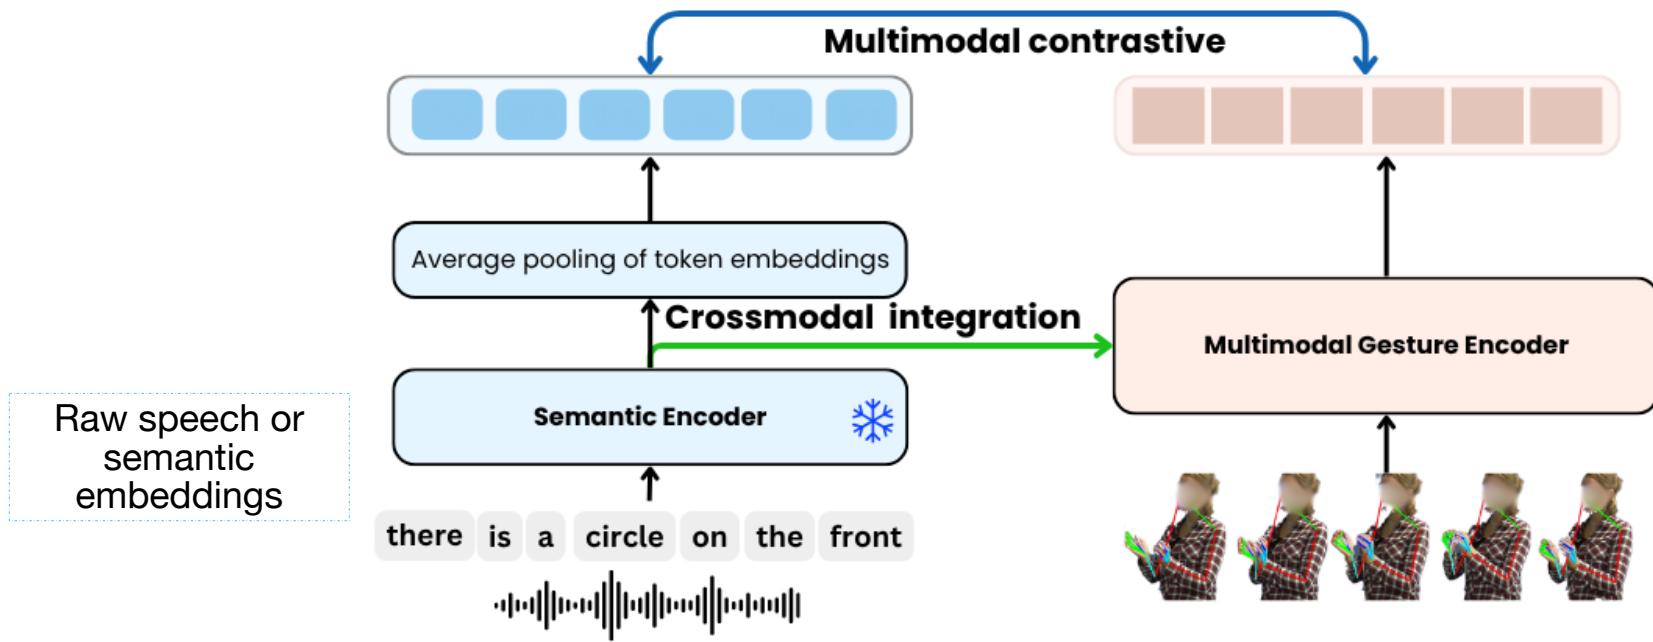 Multimodal contrastive
Average pooling of token embeddings
Crossmodal integration
Multimodal Gesture Encoder
Semantic Encoder
Raw speech or
semantic
embeddings
there is a circle on the front